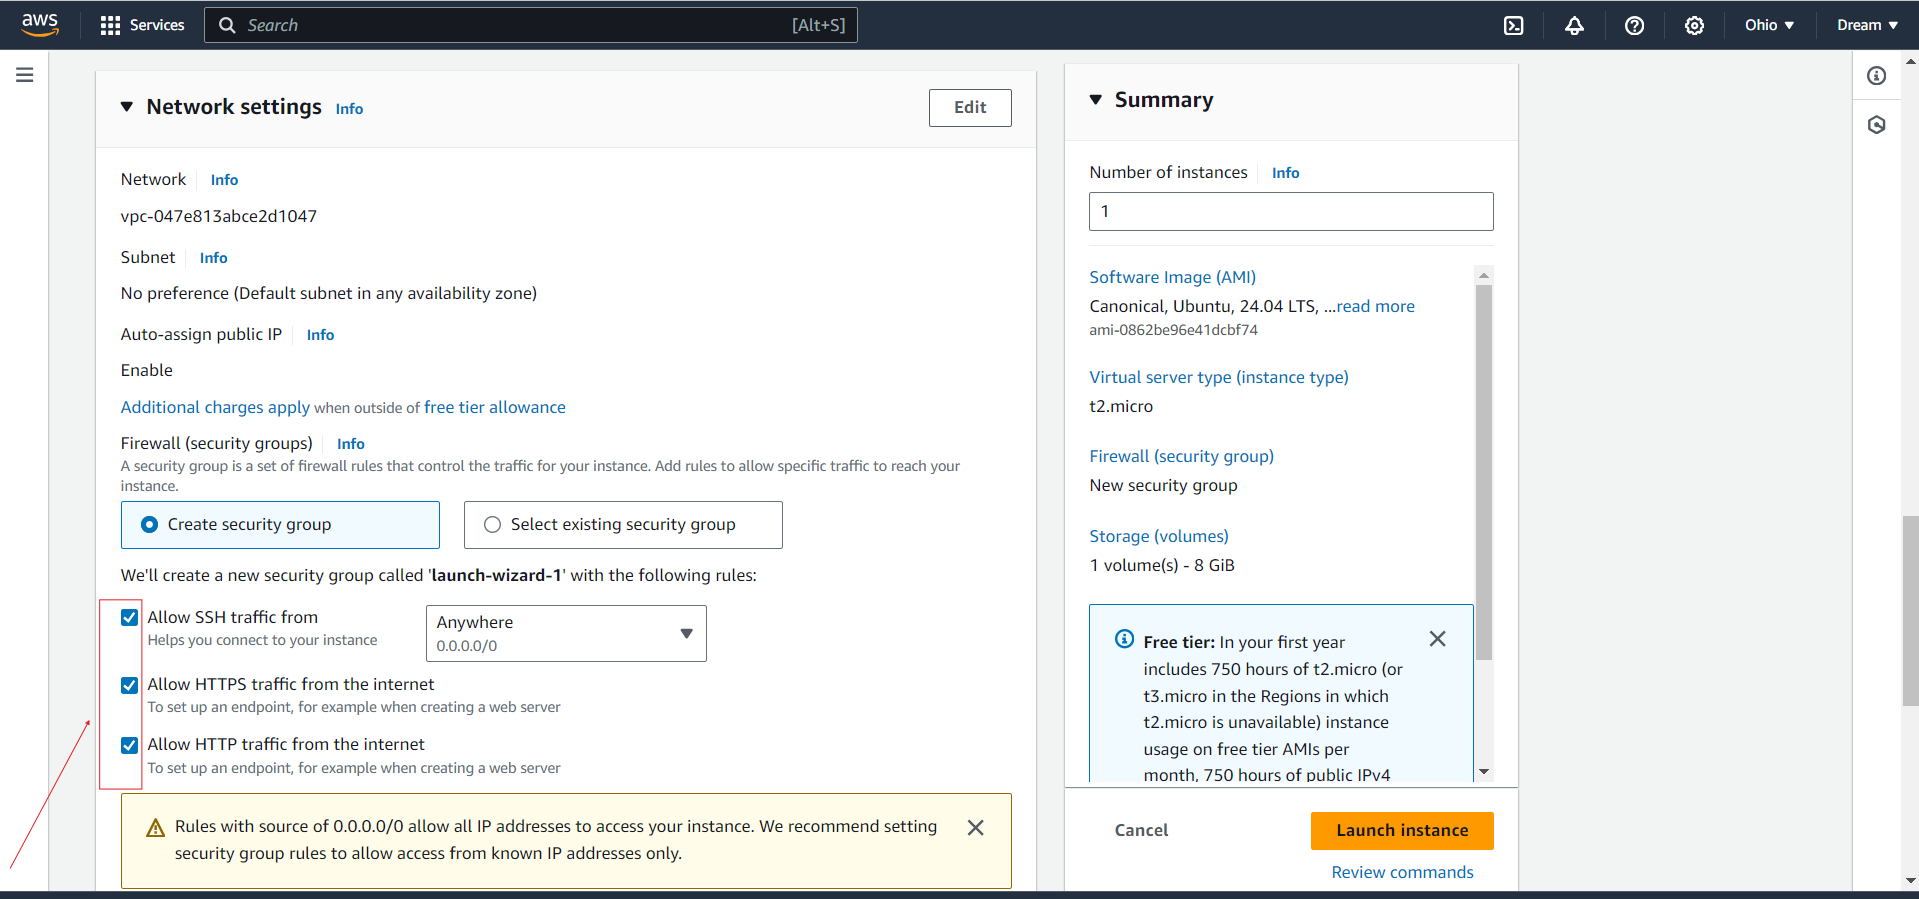 aws
Services
Search
[Alt+S]
Ohio
Dream
Network settings
Info
Edit
Network
Info
vpc-047e813abce2d1047
Subnet
Info
No preference (Default subnet in any availability zone)
Auto-assign public IP
Info
Enable
Additional charges apply when outside of free tier allowance
Firewall (security groups)
Info
A security group is a set of firewall rules that control the traffic for your instance. Add rules to allow specific traffic to reach your
instance.
Create security group
Select existing security group
We'll create a new security group called 'launch-wizard-1' with the following rules:
Allow SSH traffic from
Helps you connect to your instance
Anywhere
0.0.0.0/0
Allow HTTPS traffic from the internet
To set up an endpoint, for example when creating a web server
Allow HTTP traffic from the internet
To set up an endpoint, for example when creating a web server
Rules with source of 0.0.0.0/0 allow all IP addresses to access your instance. We recommend setting
security group rules to allow access from known IP addresses only.
Summary
Number of instances
Info
1
Software Image (AMI)
Canonical, Ubuntu, 24.04 LTS, ...read more
ami-0862be96e41dcbf74
Virtual server type (instance type)
t2.micro
Firewall (security group)
New security group
Storage (volumes)
1 volume(s) - 8 GiB
Free tier: In your first year
includes 750 hours of t2.micro (or
t3.micro in the Regions in which
t2.micro is unavailable) instance
usage on free tier AMIs per
month, 750 hours of public IPv4
Cancel
Launch instance
Review commands